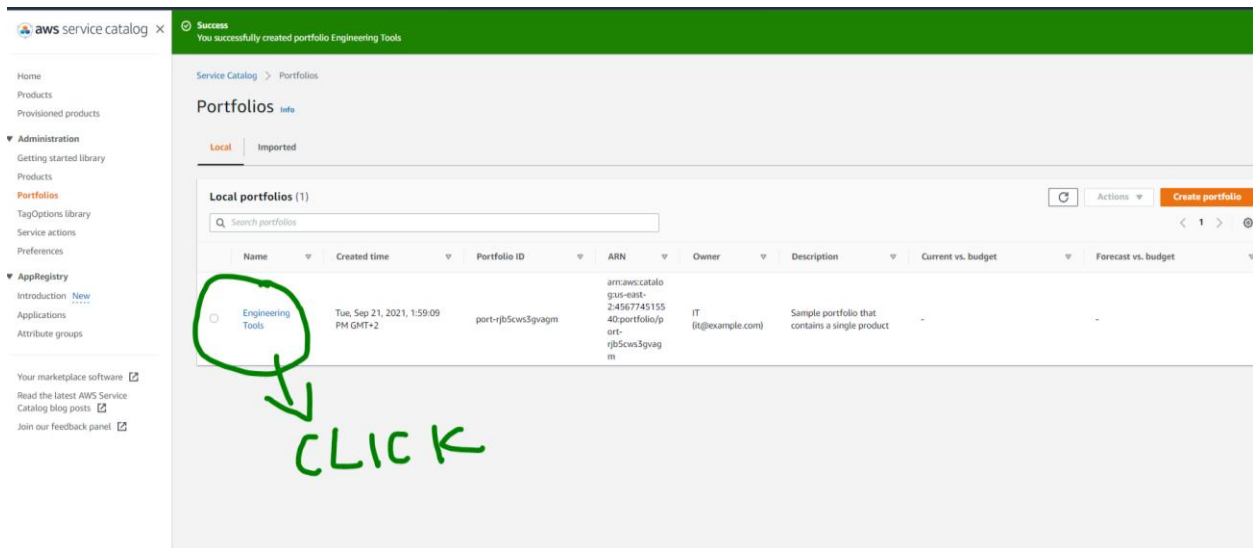 aws service catalog
Success
You successfully created portfolio Engineering Tools
Home
Products
Provisioned products
Administration
Getting started library
Products
Portfolios
TagOptions library
Service actions
Preferences
AppRegistry
Introduction New
Applications
Attribute groups
Your marketplace software
Read the latest AWS Service
Catalog blog posts
Join our feedback panel
Service Catalog > Portfolios
Portfolios Info
Local Imported
Local portfolios (1)
Actions Create portfolio
Search portfolios
1
Name Created time Portfolio ID ARN Owner Description Current vs. budget Forecast vs. budget
Engineering
Tools
Tue, Sep 21, 2021, 1:59:09
PM GMT+2
port-rjb5cws3gvagm
arn:aws:catalo
g:us-east-
2:4567745155
40:portfolio/p
ort-
rjb5cws3gvag
m
IT
(it@example.com)
Sample portfolio that
contains a single product
- -
CLICK